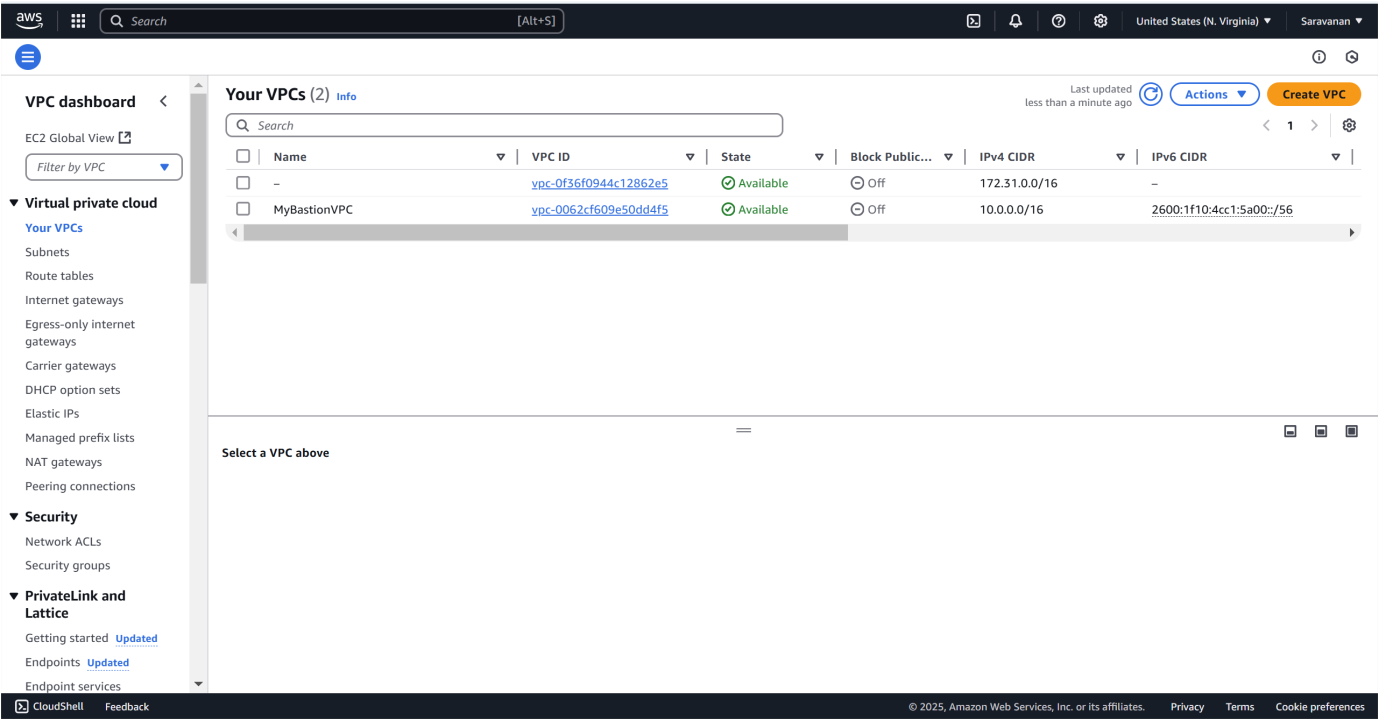 aws
Search [Alt+S]
United States (N. Virginia)
Saravanan
VPC dashboard
EC2 Global View
Filter by VPC
Virtual private cloud
Your VPCs
Subnets
Route tables
Internet gateways
Egress-only internet
gateways
Carrier gateways
DHCP option sets
Elastic IPs
Managed prefix lists
NAT gateways
Peering connections
Security
Network ACLs
Security groups
PrivateLink and
Lattice
Getting started Updated
Endpoints Updated
Endpoint services
Your VPCs (2) Info
Last updated
less than a minute ago
Actions
Create VPC
Search
1
Name VPC ID State Block Public... IPv4 CIDR IPv6 CIDR
– vpc-0f36f0944c12862e5 Available Off 172.31.0.0/16 –
MyBastionVPC vpc-0062cf609e50dd4f5 Available Off 10.0.0.0/16 2600:1f10:4cc1:5a00::/56
Select a VPC above
CloudShell Feedback © 2025, Amazon Web Services, Inc. or its affiliates. Privacy Terms Cookie preferences